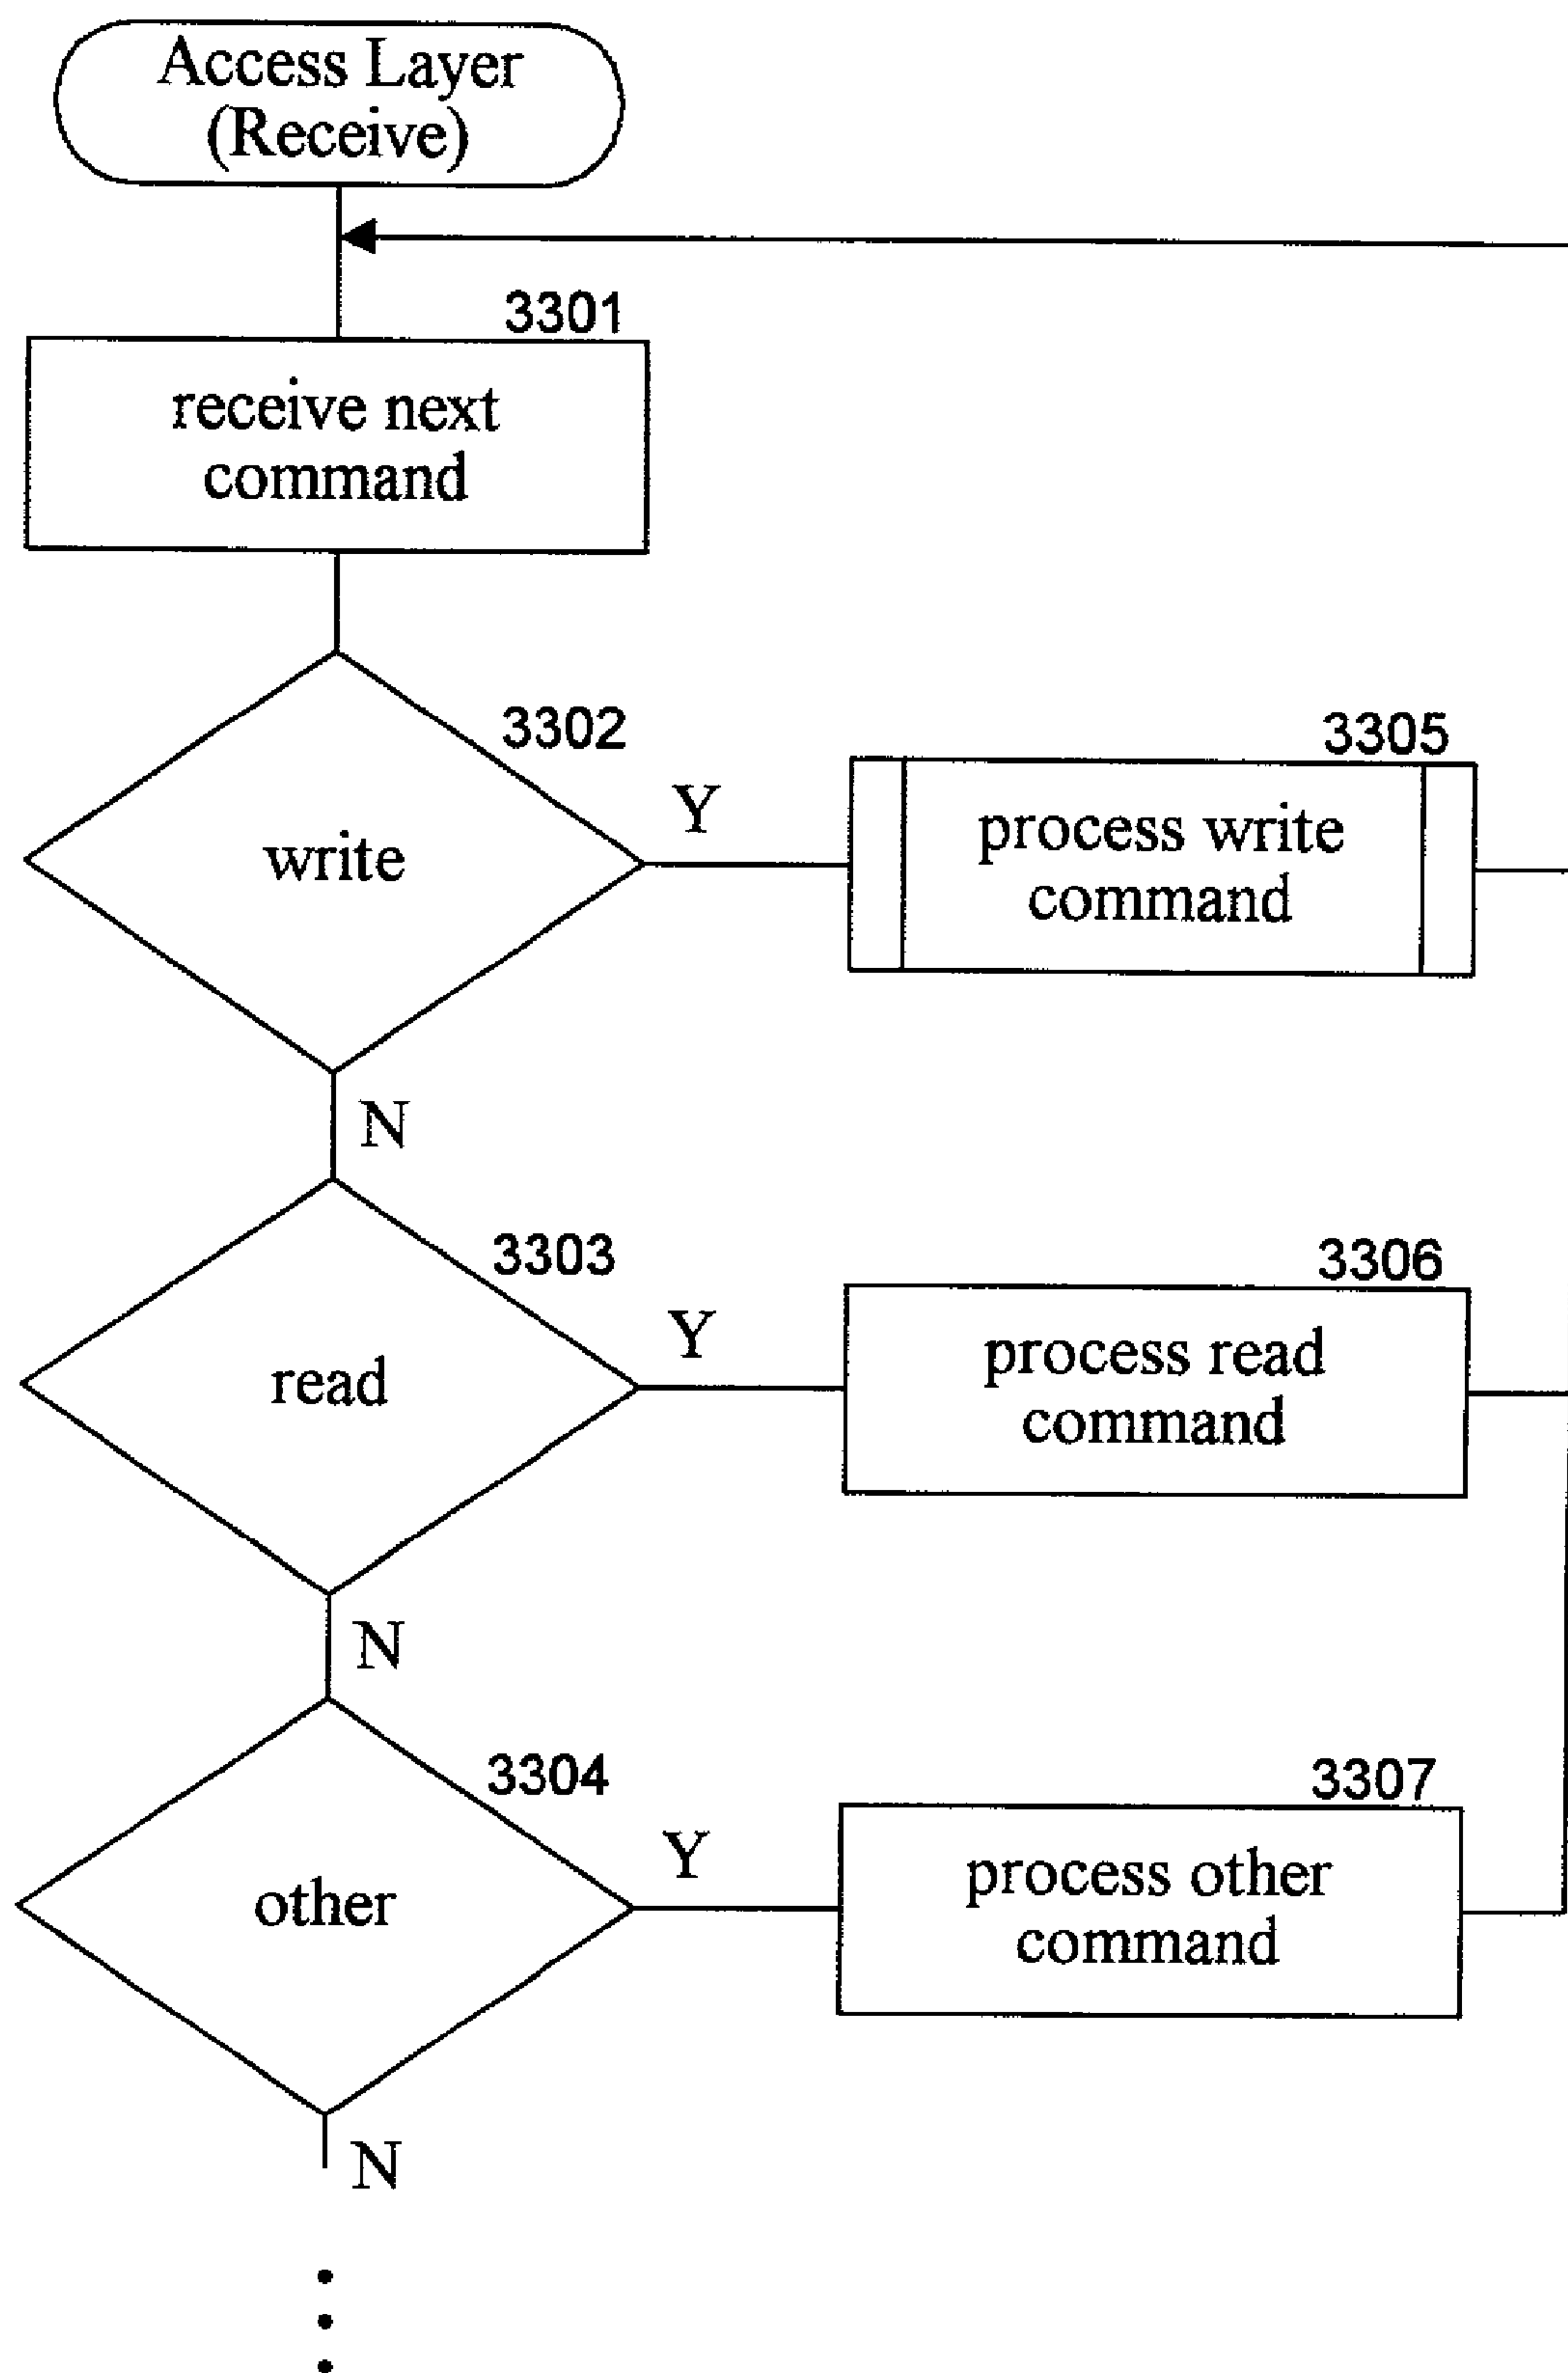 Access Layer
(Receive)
3301
receive next
command
3302
write
Y
3305
process write
command
N
3303
read
Y
3306
process read
command
N
3304
other
Y
3307
process other
command
N